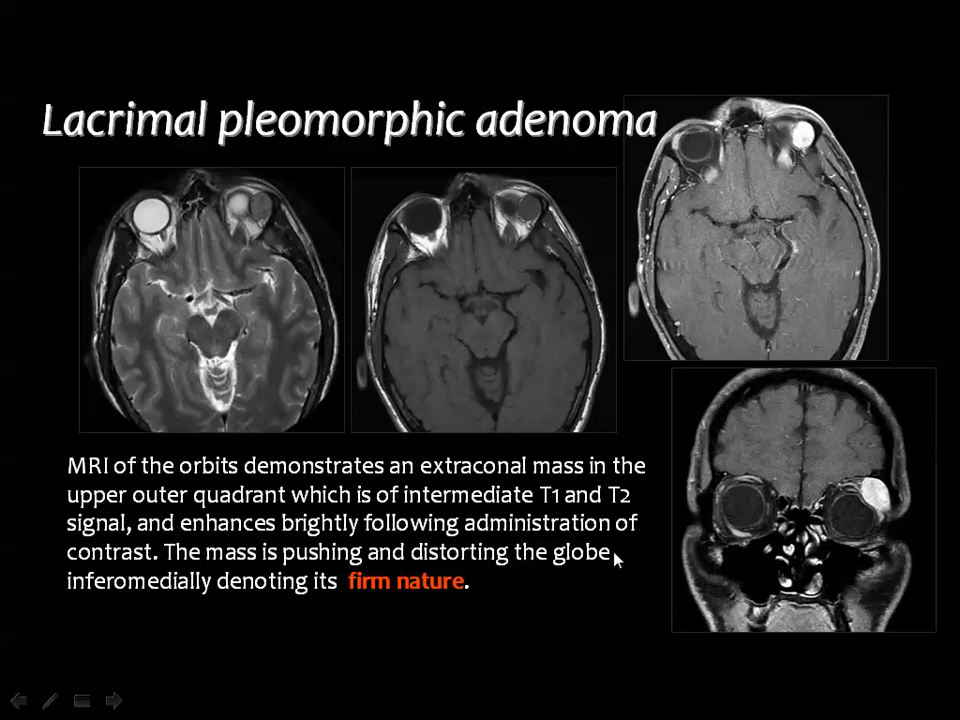 Lacrimal pleomorphic adenoma
MRI of the orbits demonstrates an extraconal mass in the
upper outer quadrant which is of intermediate T1 and T2
signal, and enhances brightly following administration of
contrast. The mass is pushing and distorting the globe
inferomedially denoting its firm nature.